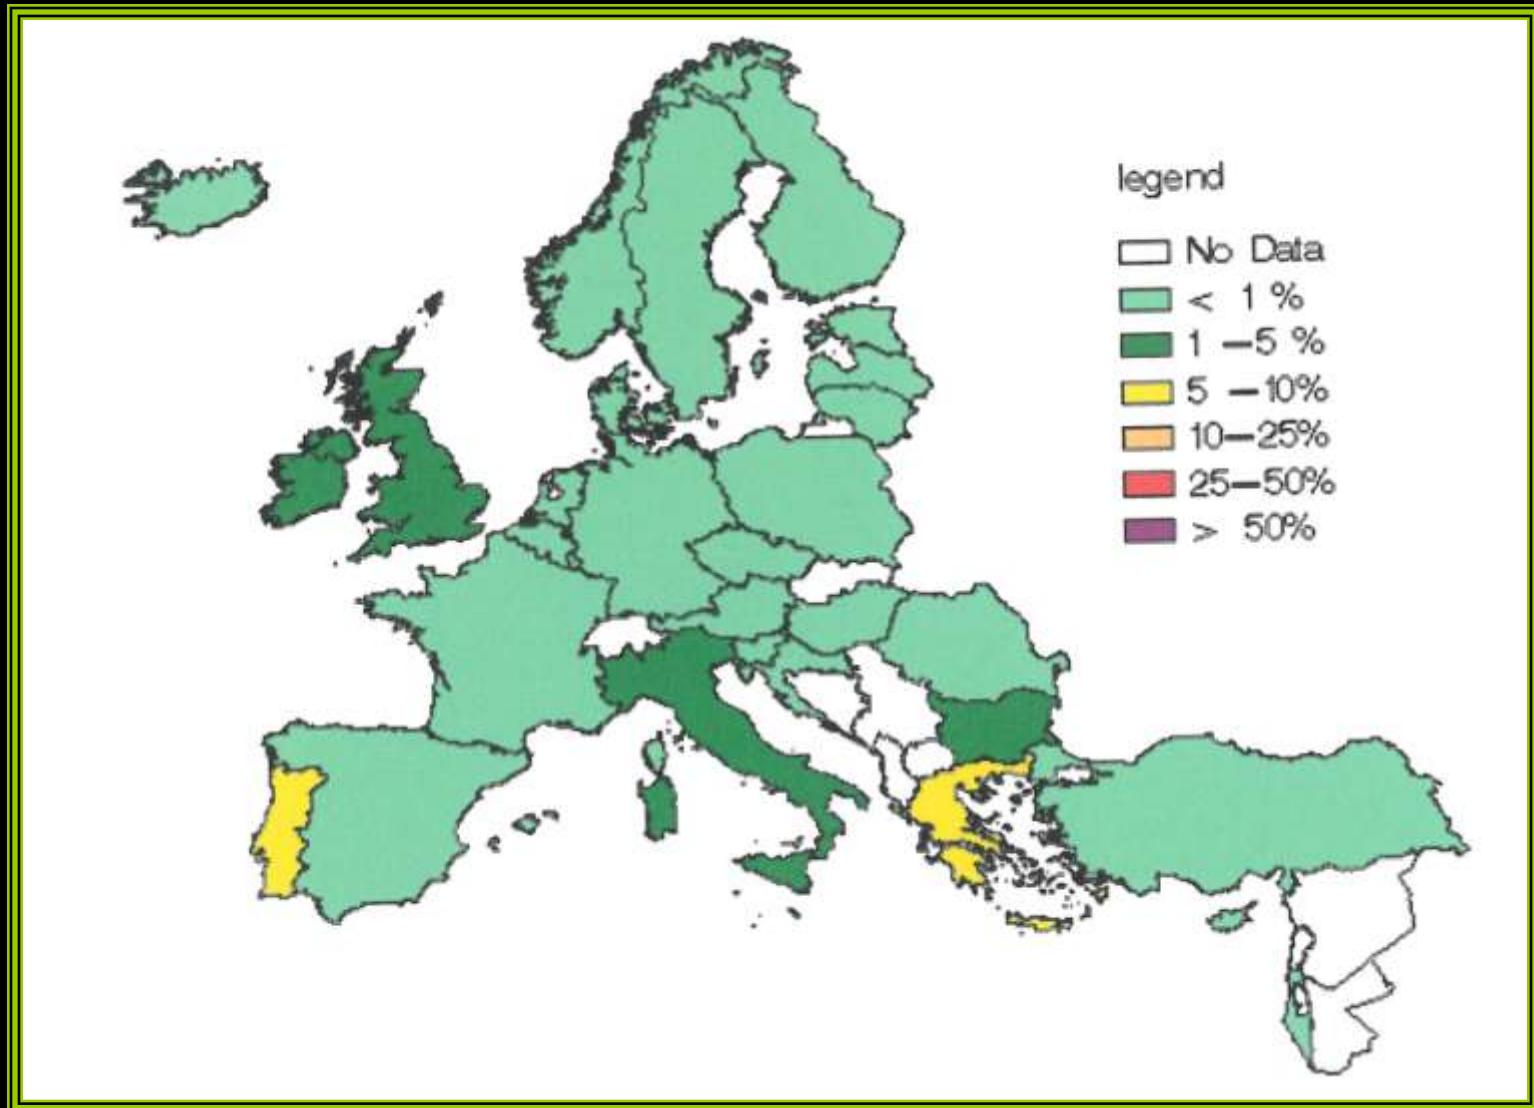 legend
No Data
< 1 %
1 – 5 %
5 – 10%
10–25%
25–50%
> 50%